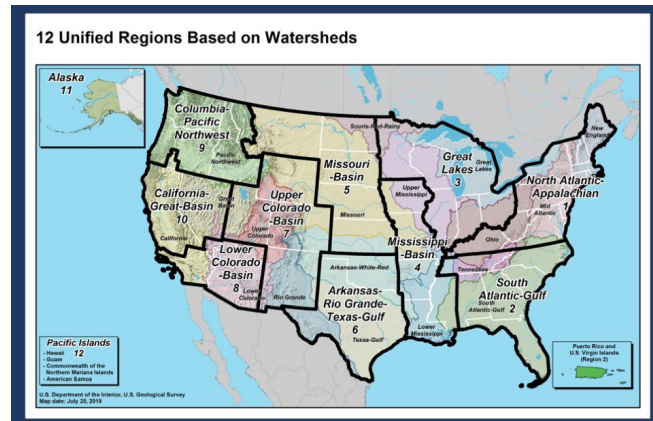 12 Unified Regions Based on Watersheds
Alaska
11
Columbia-
Pacific
Northwest
9
Pacific
Northwest
Souris-Red-Rainy
Missouri
-Basin
5
Missouri
Great
Lakes
3
Great
Lakes
Upper
Mississippi
New
England
North Atlantic-
Appalachian
1
Mid
Atlantic
Ohio
California-
Great-Basin
10
Great
Basin
California
Upper
Colorado
-Basin
7
Upper
Colorado
Lower
Colorado
-Basin
8
Lower
Colorado
Rio Grande
Mississippi
-Basin
4
Arkansas-White-Red
Arkansas-
Rio Grande-
Texas-Gulf
6
Texas-Gulf
Lower
Mississippi
Tennessee
South
Atlantic-Gulf
2
South
Atlantic-Gulf
Pacific Islands
12
- Hawaii
- Guam
- Commonwealth of the
Northern Mariana Islands
- American Samoa
Puerto Rico and
U.S. Virgin Islands
(Region 2)
U.S. Department of the Interior, U.S. Geological Survey
Map date: July 20, 2018